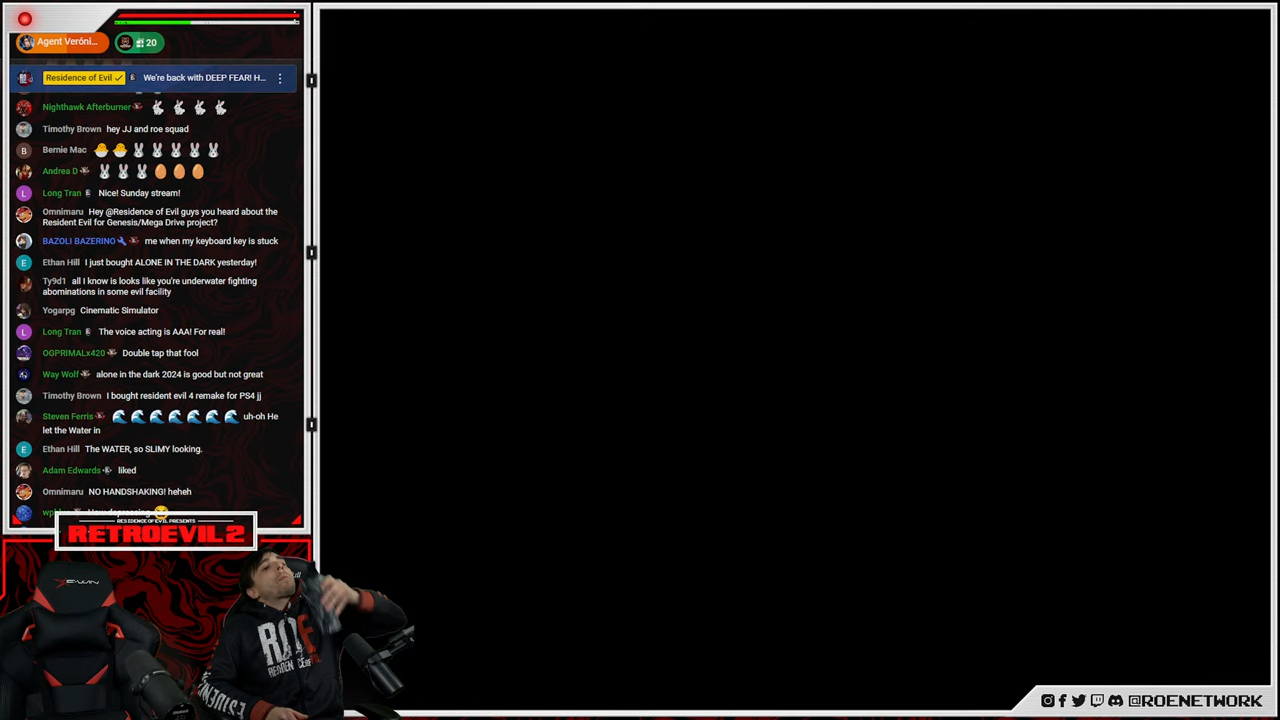 Agent Veróni...
20
Residence of Evil We're back with DEEP FEAR! H...
Nighthawk Afterburner
Timothy Brown hey JJ and roe squad
B Bernie Mac
Andrea D
L Long Tran Nice! Sunday stream!
Omnimaru Hey @Residence of Evil guys you heard about the
Resident Evil for Genesis/Mega Drive project?
BAZOLI BAZERINO me when my keyboard key is stuck
E Ethan Hill I just bought ALONE IN THE DARK yesterday!
Ty9d1 all I know is looks like you're underwater fighting
abominations in some evil facility
Yogarpg Cinematic Simulator
L Long Tran The voice acting is AAA! For real!
OGPRIMALx420 Double tap that fool
Way Wolf alone in the dark 2024 is good but not great
Timothy Brown I bought resident evil 4 remake for PS4 jj
Steven Ferris uh-oh He
let the Water in
E Ethan Hill The WATER, so SLIMY looking.
Adam Edwards liked
Omnimaru NO HANDSHAKING! heheh
RESIDENCE OF EVIL PRESENTS
RETROEVIL2
ROE
@ROENETWORK